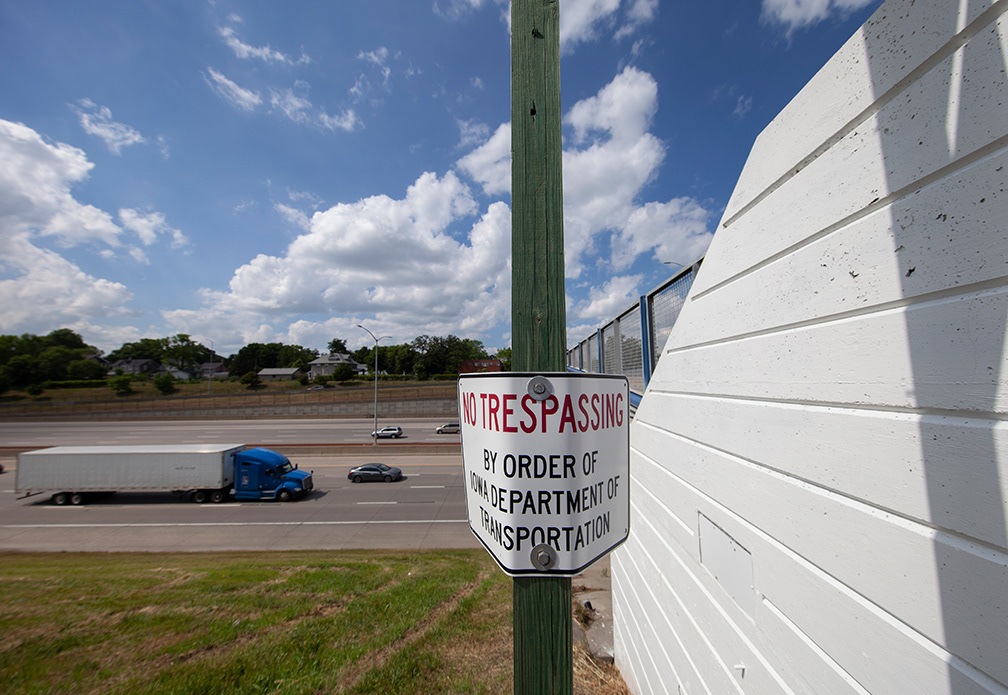 NO TRESPASSING
BY ORDER OF
IOWA DEPARTMENT OF
TRANSPORTATION